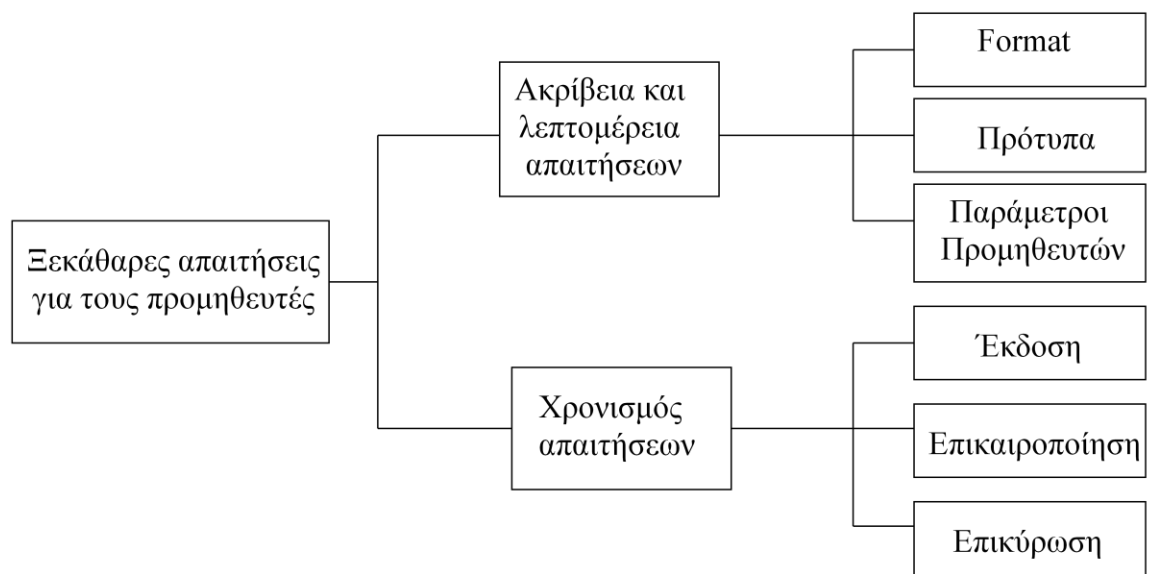 Ξεκάθαρες απαιτήσεις
για τους προμηθευτές
Ακρίβεια και
λεπτομέρεια
απαιτήσεων
Format
Πρότυπα
Παράμετροι
Προμηθευτών
Χρονισμός
απαιτήσεων
Έκδοση
Επικαιροποίηση
Επικύρωση